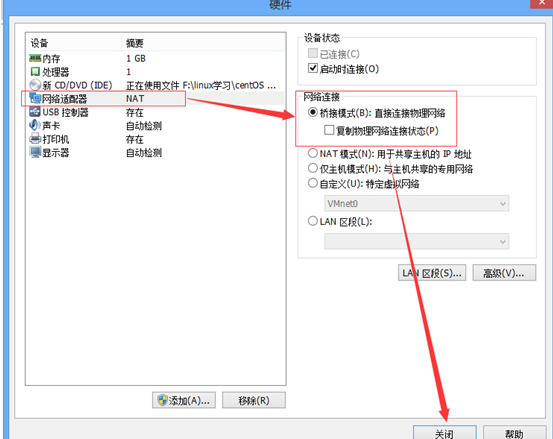 硬件
设备 摘要
内存 1 GB
处理器 1
新 CD/DVD (IDE) 正在使用文件 F:\linux学习\centOS ...
网络适配器 NAT
USB 控制器 存在
声卡 自动检测
打印机 存在
显示器 自动检测
添加(A)...
移除(R)
设备状态
已连接(C)
启动时连接(O)
网络连接
桥接模式(B): 直接连接物理网络
复制物理网络连接状态(P)
NAT 模式(N): 用于共享主机的 IP 地址
仅主机模式(H): 与主机共享的专用网络
自定义(U): 特定虚拟网络
VMnet0
LAN 区段(L):
LAN 区段(S)...
高级(V)...
关闭
帮助